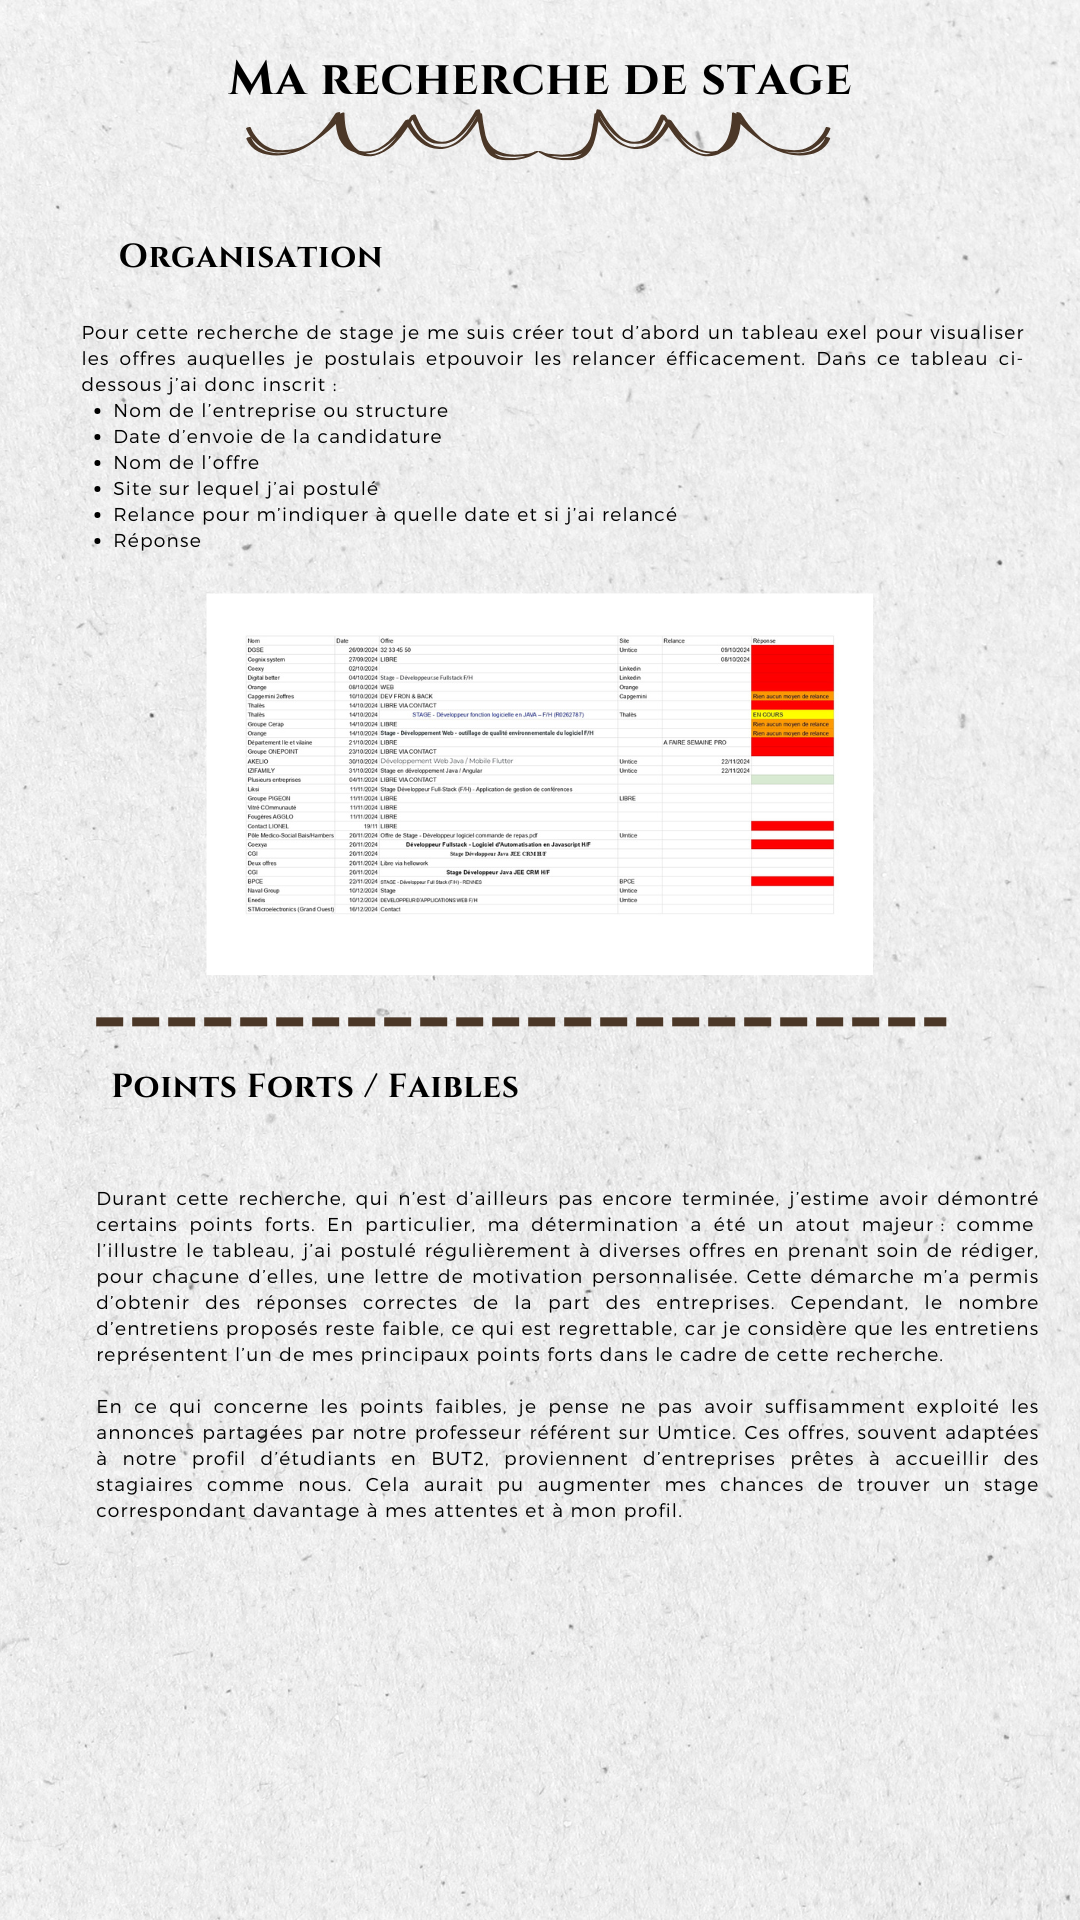 Ma recherche de stage
Organisation
Pour cette recherche de stage je me suis créer tout d'abord un tableau exel pour visualiser
les offres auquelles je postulais etpouvoir les relancer éfficacement. Dans ce tableau ci-
dessous j'ai donc inscrit :
• Nom de l'entreprise ou structure
• Date d'envoie de la candidature
• Nom de l'offre
• Site sur lequel j'ai postulé
• Relance pour m'indiquer à quelle date et si j'ai relancé
• Réponse
Nom Date Offre Site Relance Réponse
DGSE 26/09/2024 32 33 45 59 Umtice 09/10/2024
Cognix system 27/09/2024 LIBRE 08/10/2024
Coexy 02/10/2024 Linkedin
Digital better 04/10/2024 Stage - Développeur.se Fullstack F/H Linkedin
Orange 08/10/2024 WEB Orange
Capgemini 2offres 10/10/2024 DEV FRON & BACK Capgemini Rien aucun moyen de relance
Thalès 14/10/2024 LIBRE VIA CONTACT
Thalès 14/10/2024 STAGE - Développeur fonction logicielle en JAVA – F/H (R0262787) Thalès EN COURS
Groupe Cerap 14/10/2024 LIBRE Rien aucun moyen de relance
Orange 14/10/2024 Stage - Développement Web - outillage de qualité environnementale du logiciel F/H Rien aucun moyen de relance
Département Ile et vilaine 21/10/2024 LIBRE A FAIRE SEMAINE PRO
Groupe ONEPOINT 23/10/2024 LIBRE VIA CONTACT
AKELIO 30/10/2024 Développement Web Java / Mobile Flutter Umtice 22/11/2024
IZIFAMILY 31/10/2024 Stage en développement Java / Angular Umtice 22/11/2024
Plusieurs entreprises 04/11/2024 LIBRE VIA CONTACT
Liksi 11/11/2024 Stage Développeur Full-Stack (F/H) - Application de gestion de conférences
Groupe PIGEON 11/11/2024 LIBRE LIBRE
Vitré COmmunauté 11/11/2024 LIBRE
Fougères AGGLO 11/11/2024 LIBRE
Contact LIONEL 19/11 LIBRE
Pôle Medico-Social Bais/Hambers 20/11/2024 Offre de Stage - Développeur logiciel commande de repas.pdf Umtice
Coexya 20/11/2024 Développeur Fullstack - Logiciel d'Automatisation en Javascript H/F
CGI 20/11/2024 Stage Développeur Java JEE CRM H/F
Deux offres 20/11/2024 Libre via hellowork
CGI 20/11/2024 Stage Développeur Java JEE CRM H/F
BPCE 22/11/2024 STAGE - Développeur Full Stack (F/H) - RENNES BPCE
Naval Group 10/12/2024 Stage Umtice
Enedis 10/12/2024 DEVELOPPEUR D'APPLICATIONS WEB F/H Umtice
STMicroelectronics (Grand Ouest) 16/12/2024 Contact
Points Forts / Faibles
Durant cette recherche, qui n'est d'ailleurs pas encore terminée, j'estime avoir démontré
certains points forts. En particulier, ma détermination a été un atout majeur : comme
l'illustre le tableau, j'ai postulé régulièrement à diverses offres en prenant soin de rédiger,
pour chacune d'elles, une lettre de motivation personnalisée. Cette démarche m'a permis
d'obtenir des réponses correctes de la part des entreprises. Cependant, le nombre
d'entretiens proposés reste faible, ce qui est regrettable, car je considère que les entretiens
représentent l'un de mes principaux points forts dans le cadre de cette recherche.
En ce qui concerne les points faibles, je pense ne pas avoir suffisamment exploité les
annonces partagées par notre professeur référent sur Umtice. Ces offres, souvent adaptées
à notre profil d'étudiants en BUT2, proviennent d'entreprises prêtes à accueillir des
stagiaires comme nous. Cela aurait pu augmenter mes chances de trouver un stage
correspondant davantage à mes attentes et à mon profil.